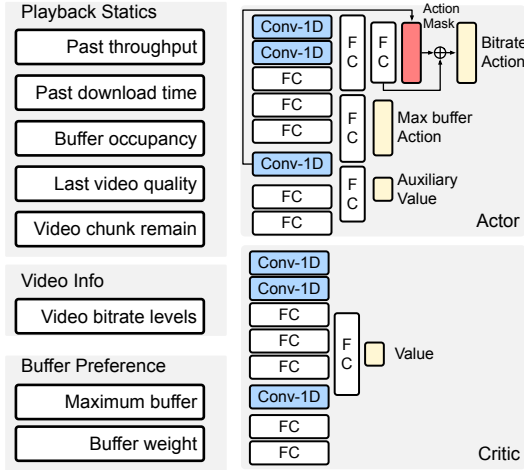 Playback Statics
Past throughput
Past download time
Buffer occupancy
Last video quality
Video chunk remain
Video Info
Video bitrate levels
Buffer Preference
Maximum buffer
Buffer weight
Conv-1D
Conv-1D
FC
FC
FC
Conv-1D
FC
FC
F
C
F
C
F
C
F
C
Action
Mask
Bitrate
Action
Max buffer
Action
Auxiliary
Value
Actor
Conv-1D
Conv-1D
FC
FC
FC
Conv-1D
FC
FC
F
C
Value
Critic